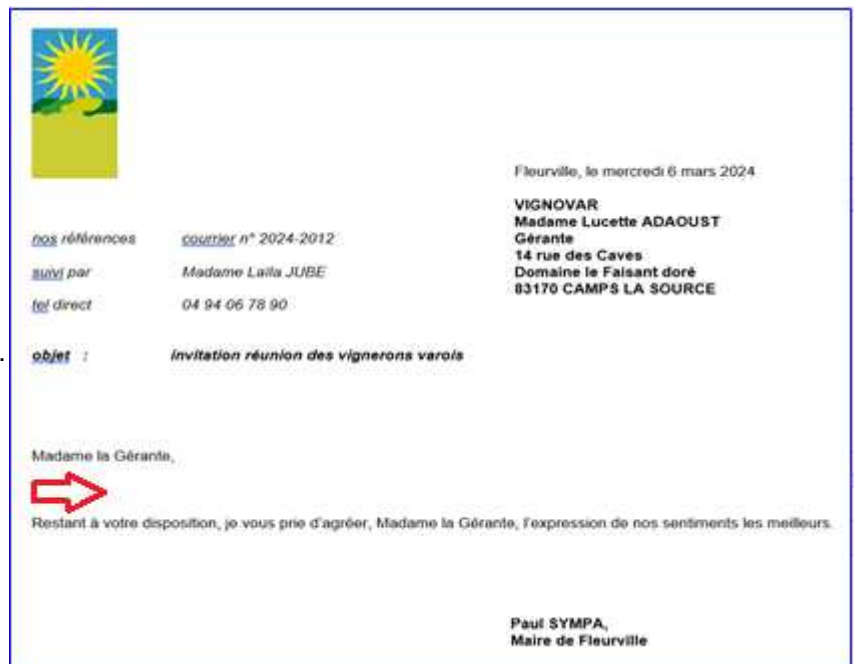 Fleurville, le mercredi 6 mars 2024
VIGNOVAR
Madame Lucette ADAOUST
Gérante
14 rue des Caves
Domaine le Faisant doré
83170 CAMPS LA SOURCE
nos références courrier n° 2024-2012
suivi par Madame Laïla JUBE
tel direct 04 94 06 78 90
objet : invitation réunion des vignerons varois
Madame la Gérante,
Restant à votre disposition, je vous prie d'agréer, Madame la Gérante, l'expression de nos sentiments les meilleurs.
Paul SYMPA,
Maire de Fleurville